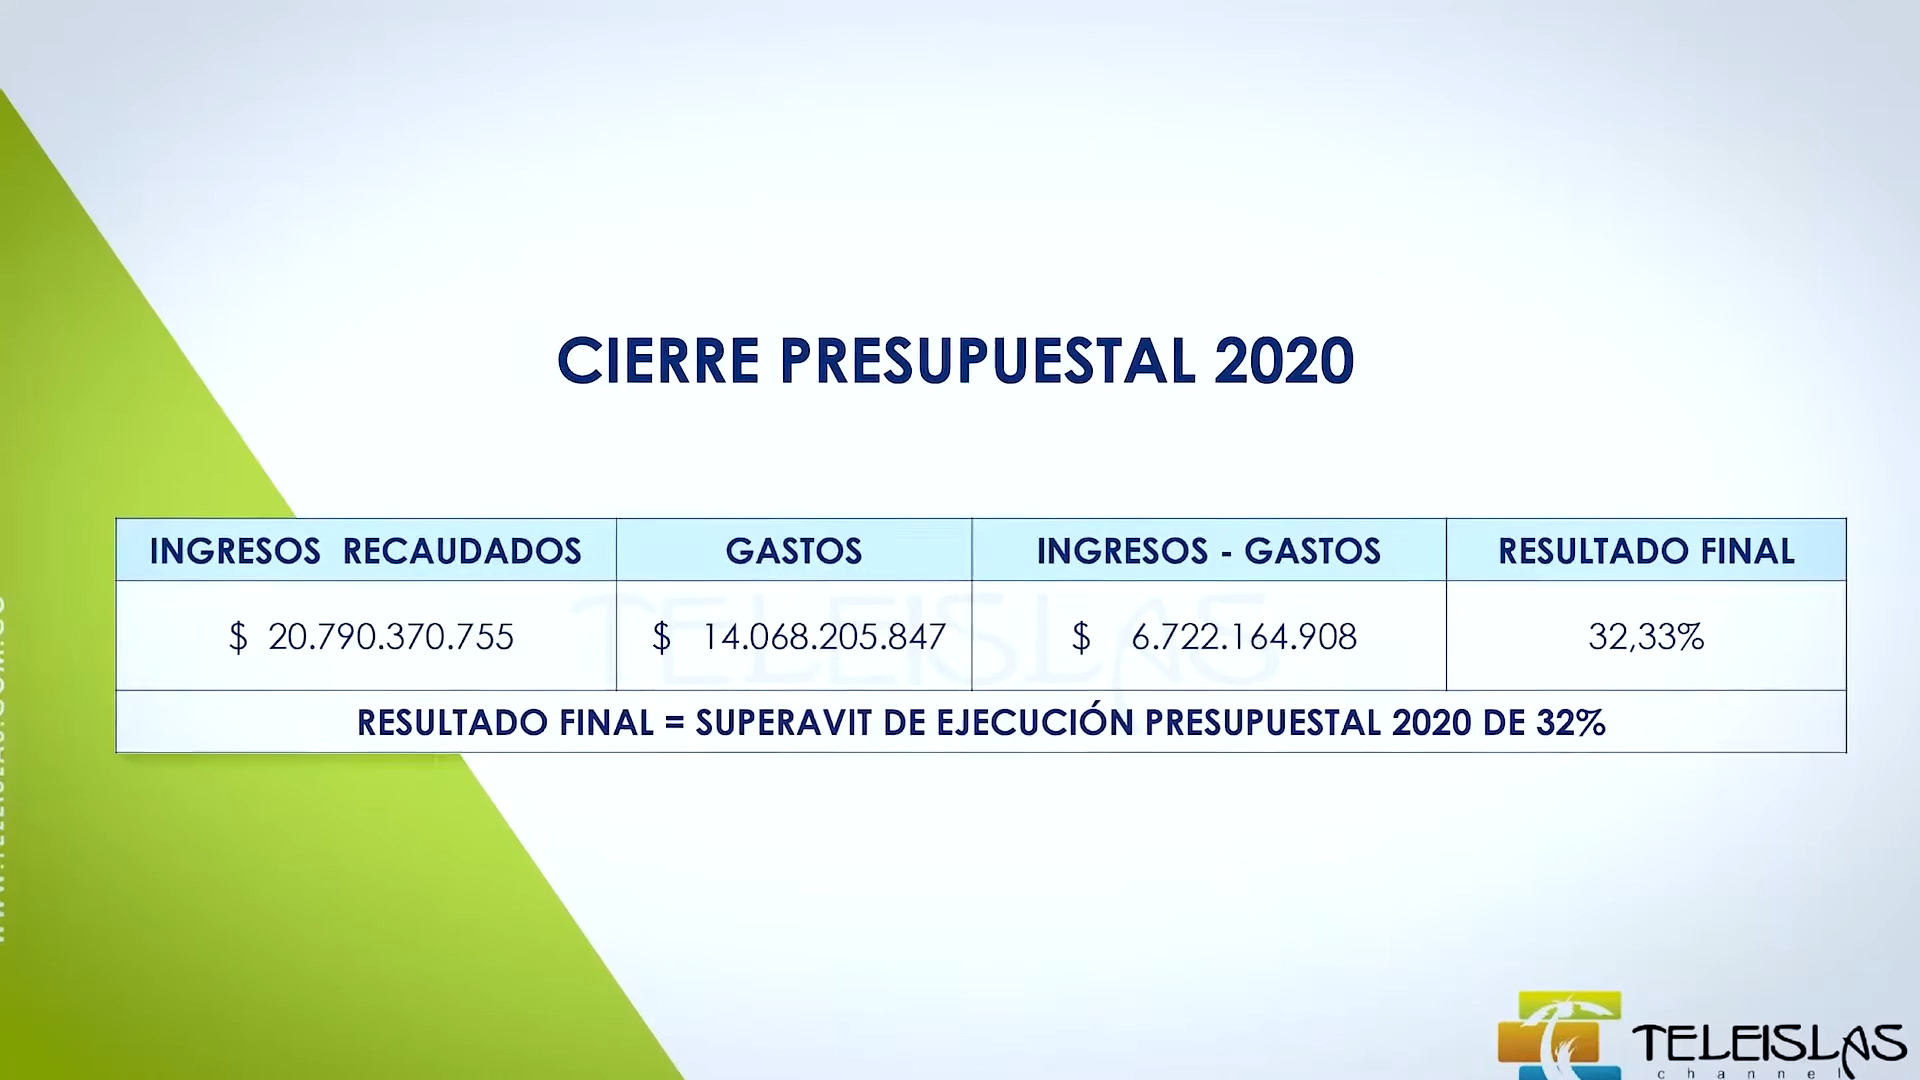 CIERRE PRESUPUESTAL 2020
INGRESOS RECAUDADOS GASTOS INGRESOS - GASTOS RESULTADO FINAL
$ 20.790.370.755 $ 14.068.205.847 $ 6.722.164.908 32,33%
RESULTADO FINAL = SUPERAVIT DE EJECUCIÓN PRESUPUESTAL 2020 DE 32%
TELEISLAS
TELEISLAS
channel